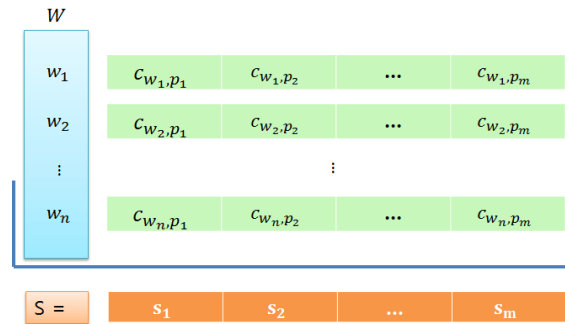 W
w₁ c_{w₁,p₁} c_{w₁,p₂} ... c_{w₁,pₘ}
w₂ c_{w₂,p₁} c_{w₂,p₂} ... c_{w₂,pₘ}
⋮ ⋮
wₙ c_{wₙ,p₁} c_{wₙ,p₂} ... c_{wₙ,pₘ}
S = s₁ s₂ ... sₘ